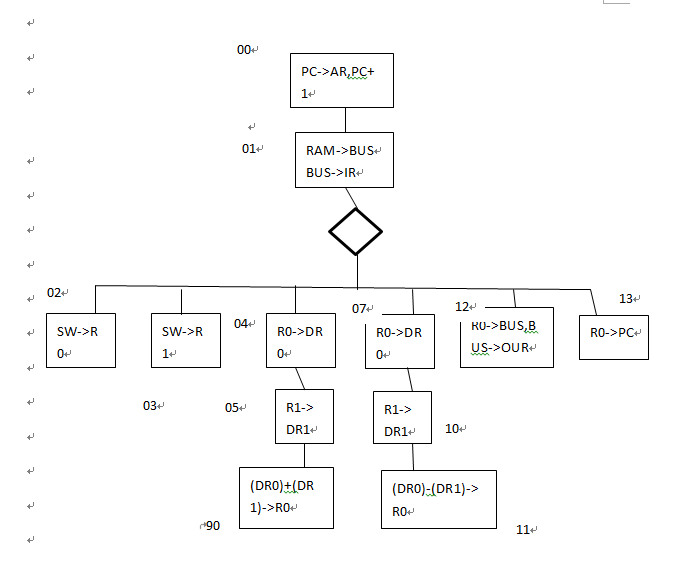 00
PC->AR,PC+
1
01
RAM->BUS
BUS->IR
02
SW->R
0
SW->R
1
03
04
R0->DR
0
05
R1->
DR1
(DR0)+(DR
1)->R0
90
07
R0->DR
0
R1->
DR1
10
(DR0)-(DR1)->
R0
11
12
R0->BUS,B
US->OUR
13
R0->PC